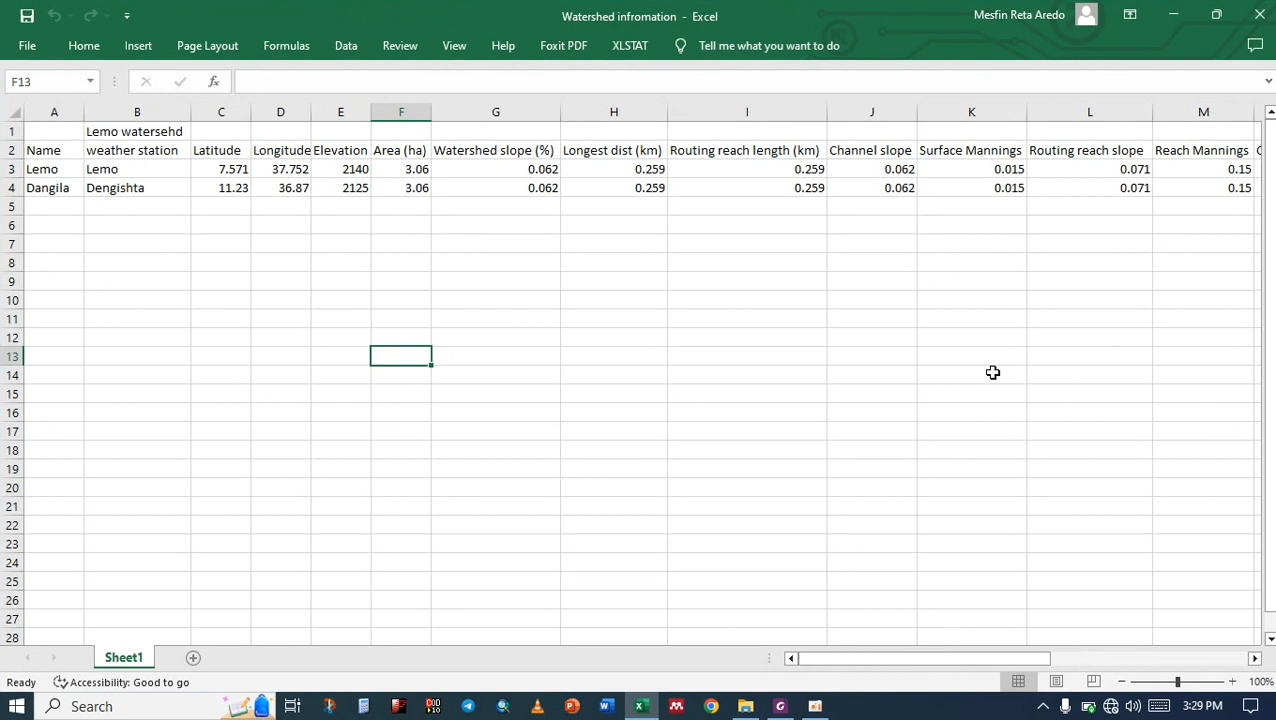 Watershed infromation - Excel
Mesfin Reta Aredo
File Home Insert Page Layout Formulas Data Review View Help Foxit PDF XLSTAT Tell me what you want to do
F13
fx
A B C D E F G H I J K L M
1 Lemo watersehd
2 Name weather station Latitude Longitude Elevation Area (ha) Watershed slope (%) Longest dist (km) Routing reach length (km) Channel slope Surface Mannings Routing reach slope Reach Mannings
3 Lemo Lemo 7.571 37.752 2140 3.06 0.062 0.259 0.259 0.062 0.015 0.071 0.15
4 Dangila Dengishta 11.23 36.87 2125 3.06 0.062 0.259 0.259 0.062 0.015 0.071 0.15
5
6
7
8
9
10
11
12
13
14
15
16
17
18
19
20
21
22
23
24
25
26
27
28
Sheet1
Ready Accessibility: Good to go 100%
Search 3:29 PM